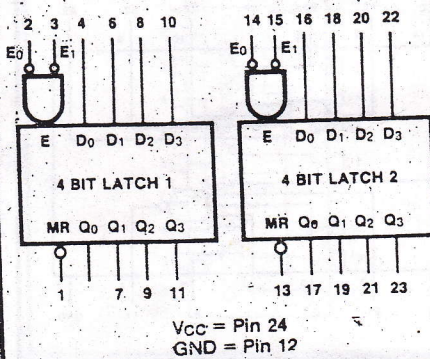 2 3 4 6 8 10 14 15 16 18 20 22
E0 E1 E0 E1
E D0 D1 D2 D3 E D0 D1 D2 D3
4 BIT LATCH 1 4 BIT LATCH 2
MR Q0 Q1 Q2 Q3 MR Q0 Q1 Q2 Q3
1 7 9 11 13 17 19 21 23
VCC = Pin 24
GND = Pin 12